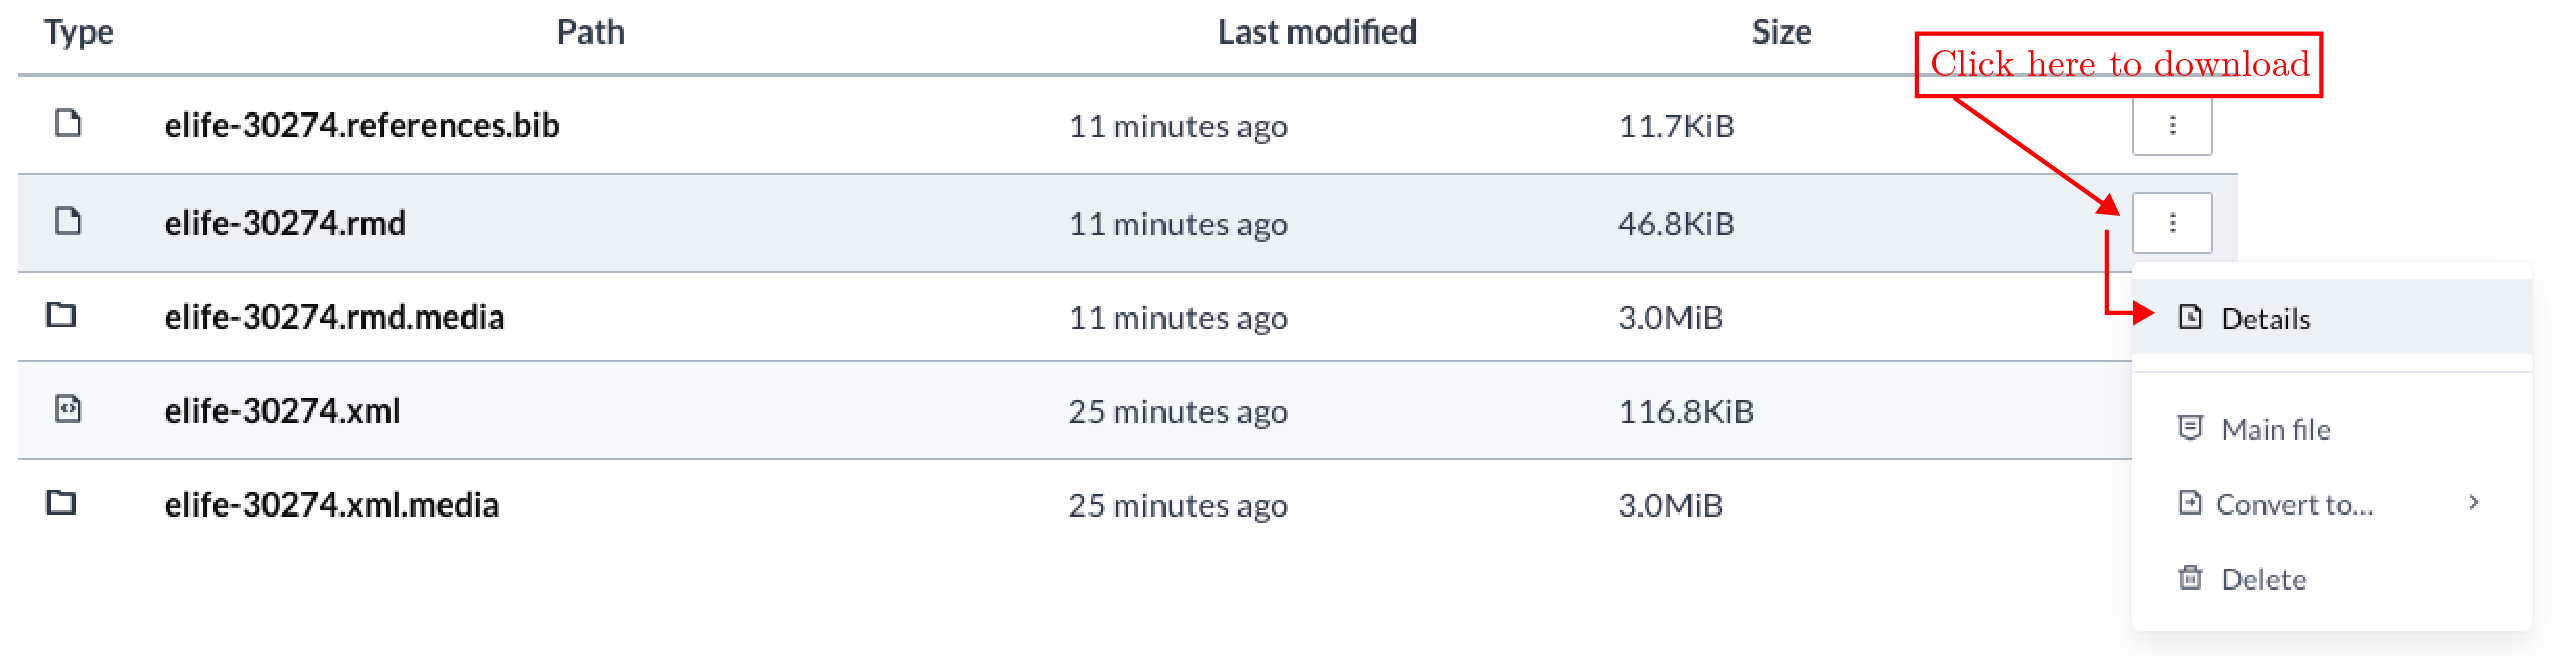 Type Path Last modified Size
Click here to download
elife-30274.references.bib 11 minutes ago 11.7KiB
elife-30274.rmd 11 minutes ago 46.8KiB
elife-30274.rmd.media 11 minutes ago 3.0MiB
Details
elife-30274.xml 25 minutes ago 116.8KiB
Main file
elife-30274.xml.media 25 minutes ago 3.0MiB
Convert to...
Delete